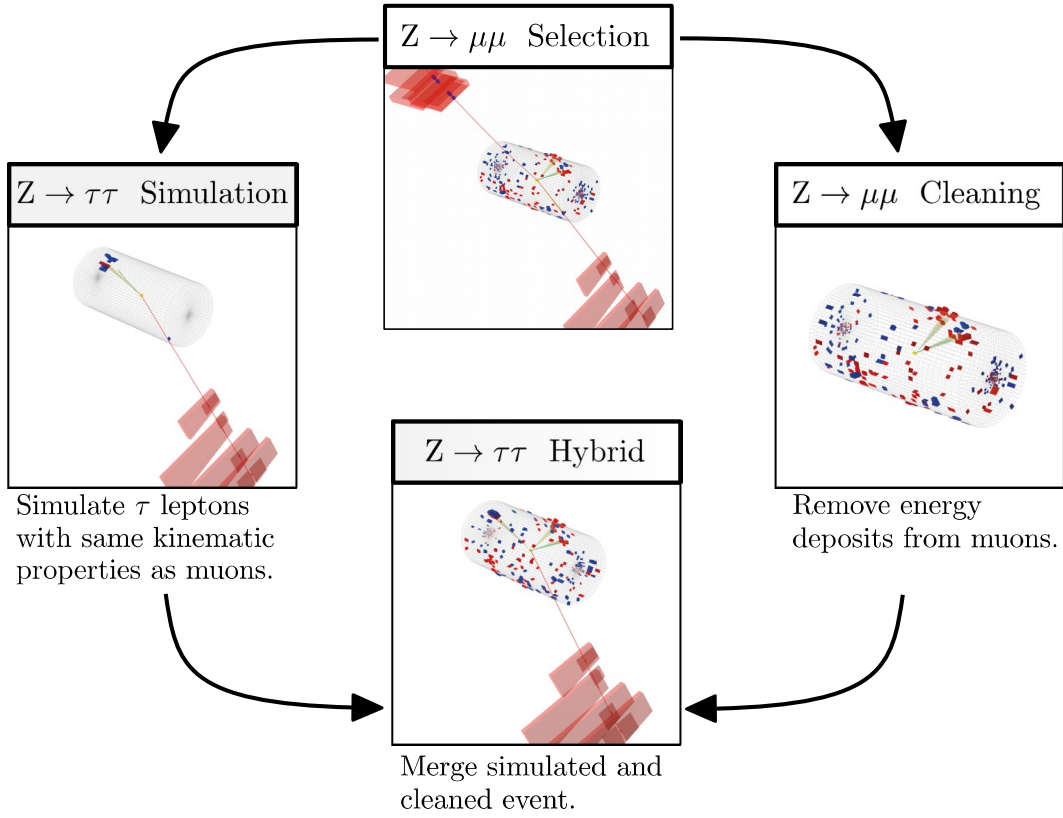 Z → μμ Selection
Z → ττ Simulation
Z → μμ Cleaning
Simulate τ leptons
with same kinematic
properties as muons.
Remove energy
deposits from muons.
Z → ττ Hybrid
Merge simulated and
cleaned event.